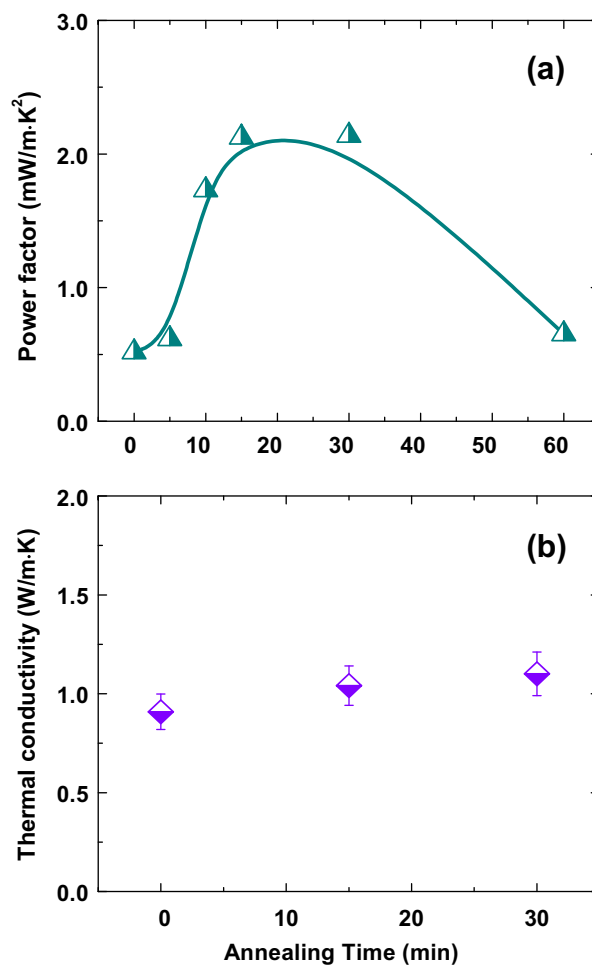 3.0
(a)
2.0
1.0
0.0
Power factor (mW/m·K²)
0 10 20 30 40 50 60
2.0
(b)
1.5
1.0
0.5
0.0
Thermal conductivity (W/m·K)
0 10 20 30
Annealing Time (min)